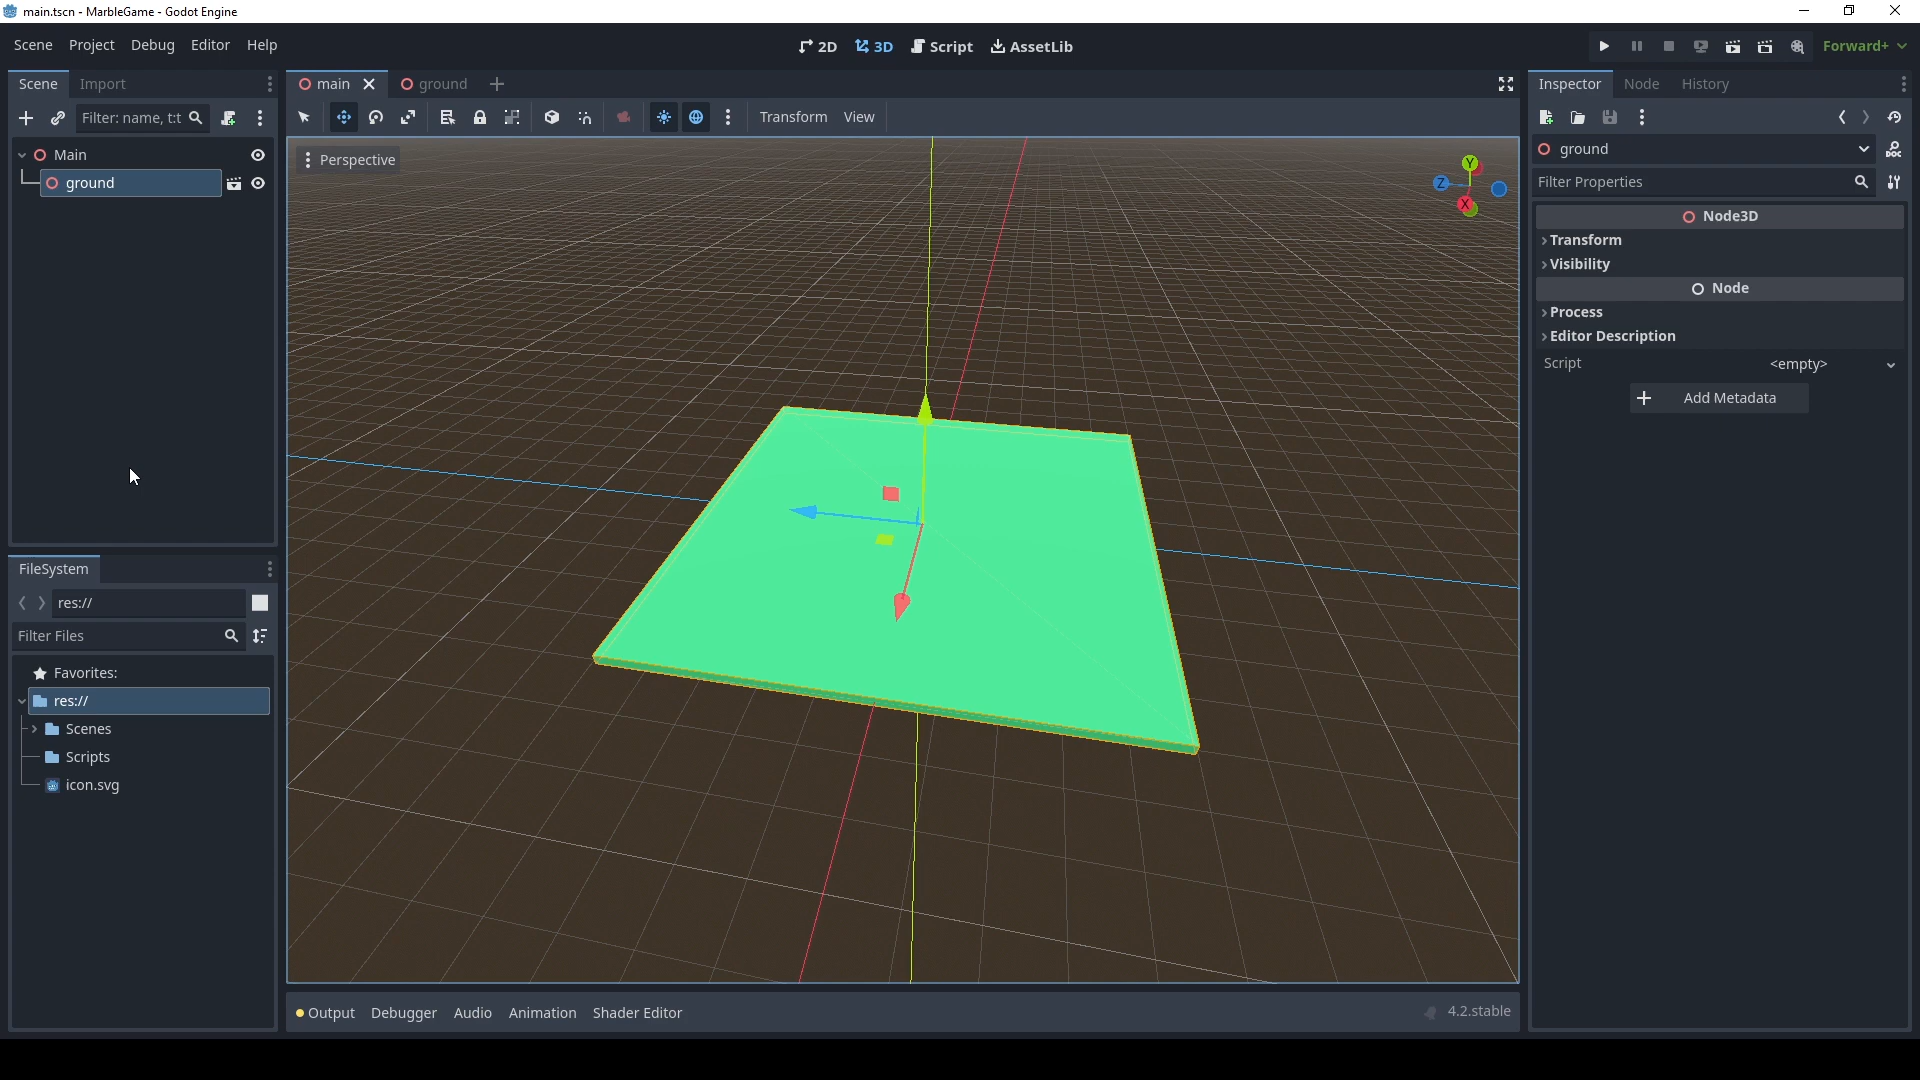 main.tscn - MarbleGame - Godot Engine
Scene Project Debug Editor Help
2D 3D Script AssetLib
Forward+
Scene Import
main ground
Inspector Node History
Filter: name, t:t
Transform View
Main
ground
Perspective
Y
Z
X
ground
Filter Properties
Node3D
Transform
Visibility
Node
Process
Editor Description
Script <empty>
Add Metadata
FileSystem
res://
Filter Files
Favorites:
res://
Scenes
Scripts
icon.svg
Output Debugger Audio Animation Shader Editor
4.2.stable